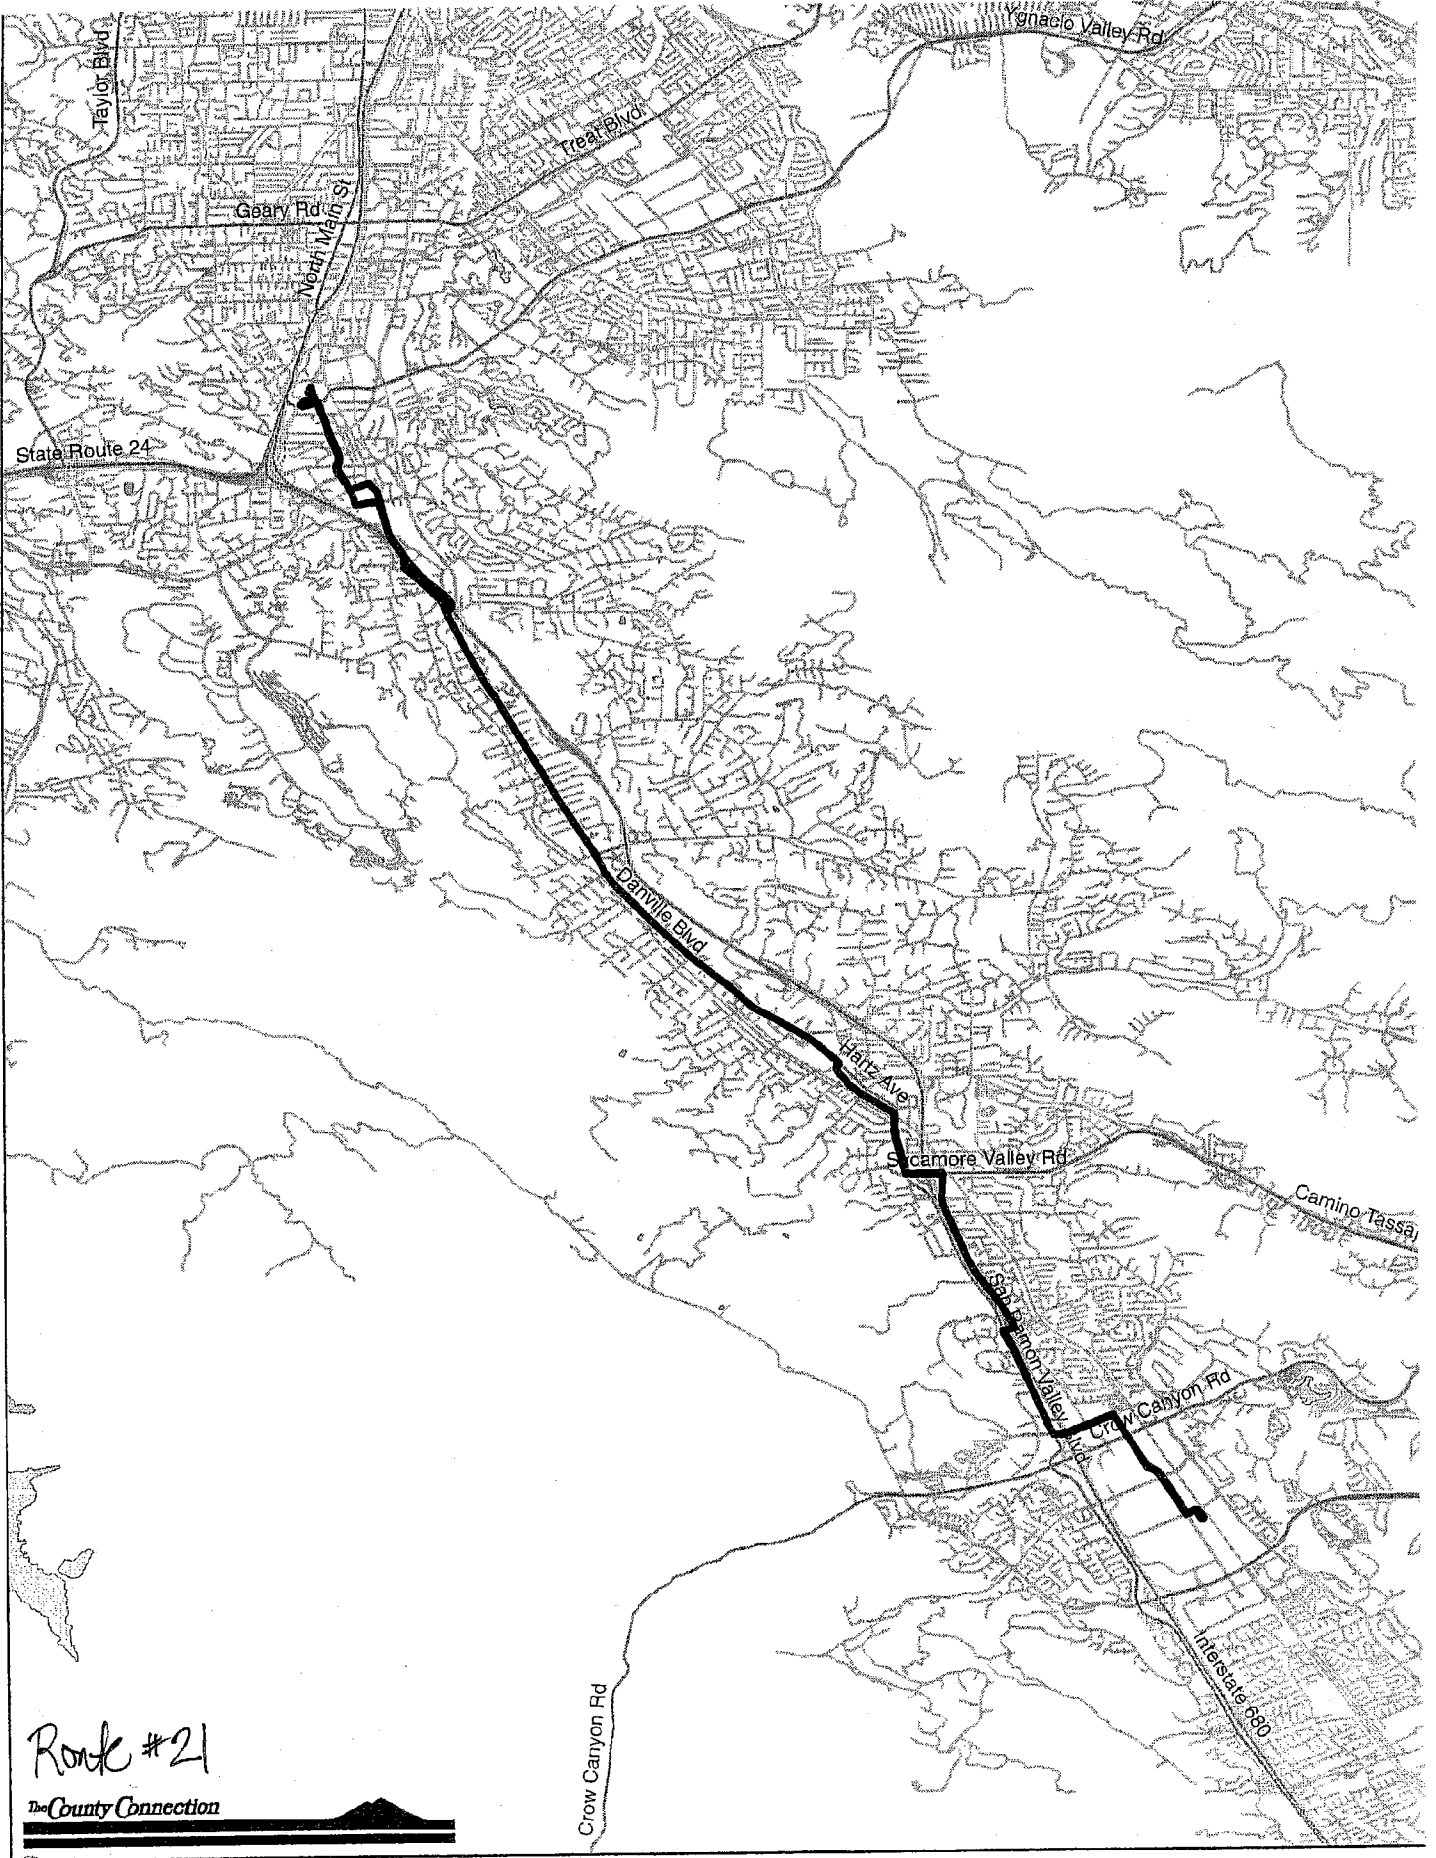 Ygnacio Valley Rd
Taylor Blvd
Treat Blvd.
Geary Rd
North Main St
State Route 24
Danville Blvd
Hartz Ave
Sycamore Valley Rd
Camino Tassaj
San Ramon Valley Blvd
Crow Canyon Rd
Interstate 680
Crow Canyon Rd
Route #21
The County Connection